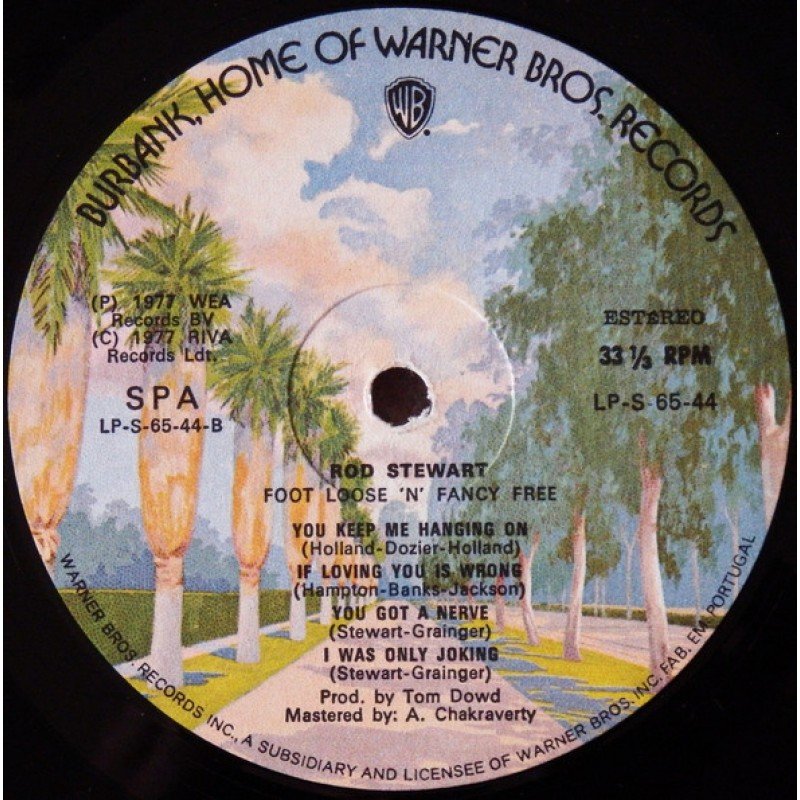 BURBANK, HOME OF WARNER BROS. RECORDS
WB
(P) 1977 WEA
Records BV
(C) 1977 RIVA
Records Ldt.
SPA
LP-S-65-44-B
ESTEREO
33 1/3 RPM
LP-S-65-44
ROD STEWART
FOOT LOOSE 'N' FANCY FREE
YOU KEEP ME HANGING ON
(Holland-Dozier-Holland)
IF LOVING YOU IS WRONG
(Hampton-Banks-Jackson)
YOU GOT A NERVE
(Stewart-Grainger)
I WAS ONLY JOKING
(Stewart-Grainger)
Prod. by Tom Dowd
Mastered by: A. Chakraverty
WARNER BROS. RECORDS INC., A SUBSIDIARY AND LICENSEE OF WARNER BROS. INC. FAB. EM PORTUGAL